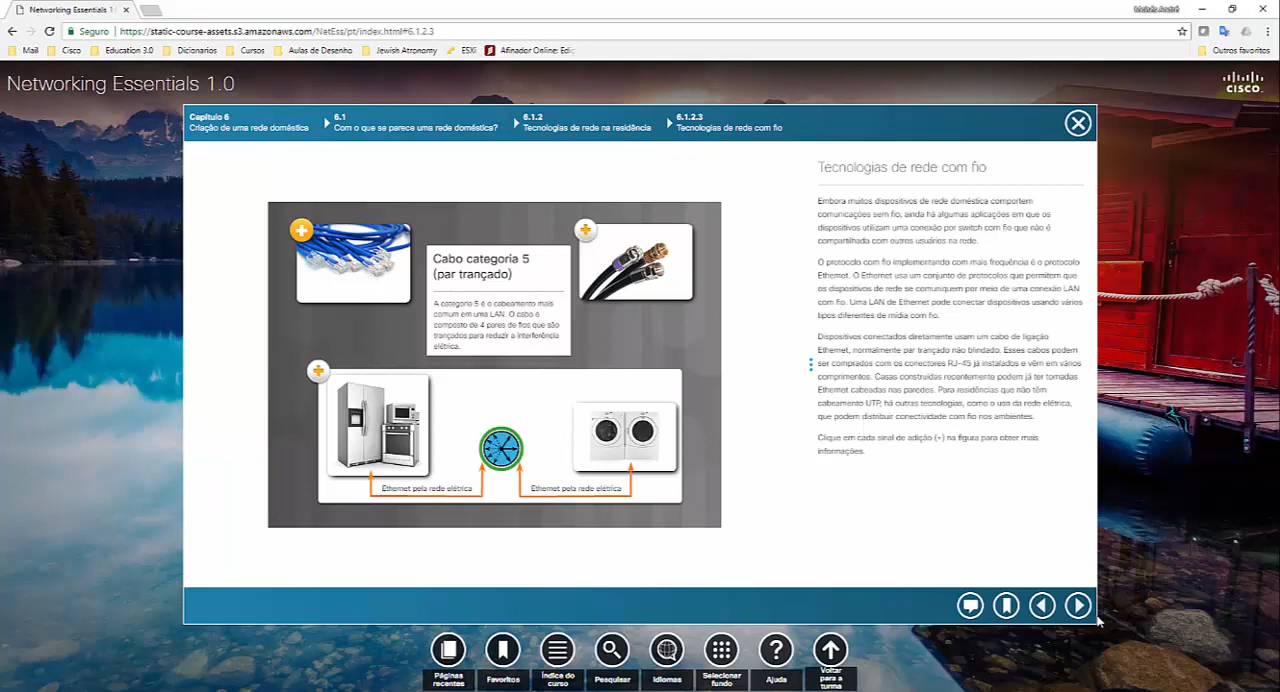 Networking Essentials 1
Moisés André
Seguro
https://static-course-assets.s3.amazonaws.com/NetEss/pt/index.html#6.1.2.3
Mail
Cisco
Education 3.0
Dicionarios
Cursos
Aulas de Desenho
Jewish Atronomy
ESXi
Afinador Online: Edic
Outros favoritos
Networking Essentials 1.0
CISCO.
Capítulo 6
Criação de uma rede doméstica
6.1
Com o que se parece uma rede doméstica?
6.1.2
Tecnologias de rede na residência
6.1.2.3
Tecnologias de rede com fio
Cabo categoria 5
(par trançado)
A categoria 5 é o cabeamento mais
comum em uma LAN. O cabo é
composto de 4 pares de fios que são
trançados para reduzir a interferência
elétrica.
Ethernet pela rede elétrica
Ethernet pela rede elétrica
Tecnologias de rede com fio
Embora muitos dispositivos de rede doméstica comportem
comunicações sem fio, ainda há algumas aplicações em que os
dispositivos utilizam uma conexão por switch com fio que não é
compartilhada com outros usuários na rede.
O protocolo com fio implementando com mais frequência é o protocolo
Ethernet. O Ethernet usa um conjunto de protocolos que permitem que
os dispositivos de rede se comuniquem por meio de uma conexão LAN
com fio. Uma LAN de Ethernet pode conectar dispositivos usando vários
tipos diferentes de mídia com fio.
Dispositivos conectados diretamente usam um cabo de ligação
Ethernet, normalmente par trançado não blindado. Esses cabos podem
ser comprados com os conectores RJ-45 já instalados e vêm em vários
comprimentos. Casas construídas recentemente podem já ter tomadas
Ethernet cabeadas nas paredes. Para residências que não têm
cabeamento UTP, há outras tecnologias, como o uso da rede elétrica,
que podem distribuir conectividade com fio nos ambientes.
Clique em cada sinal de adição (+) na figura para obter mais
informações.
Páginas
recentes
Favoritos
Índice do
curso
Pesquisar
Idiomas
Selecionar
fundo
Ajuda
Voltar
para a
turma